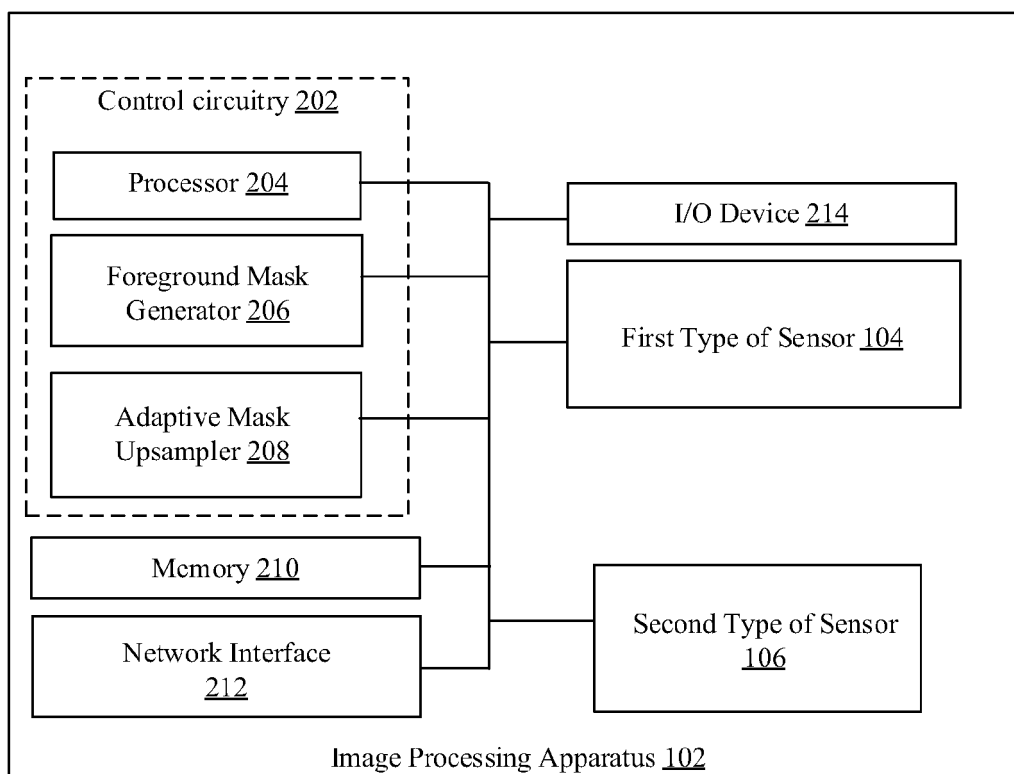 Control circuitry 202
Processor 204
Foreground Mask
Generator 206
Adaptive Mask
Upsampler 208
Memory 210
Network Interface
212
I/O Device 214
First Type of Sensor 104
Second Type of Sensor
106
Image Processing Apparatus 102